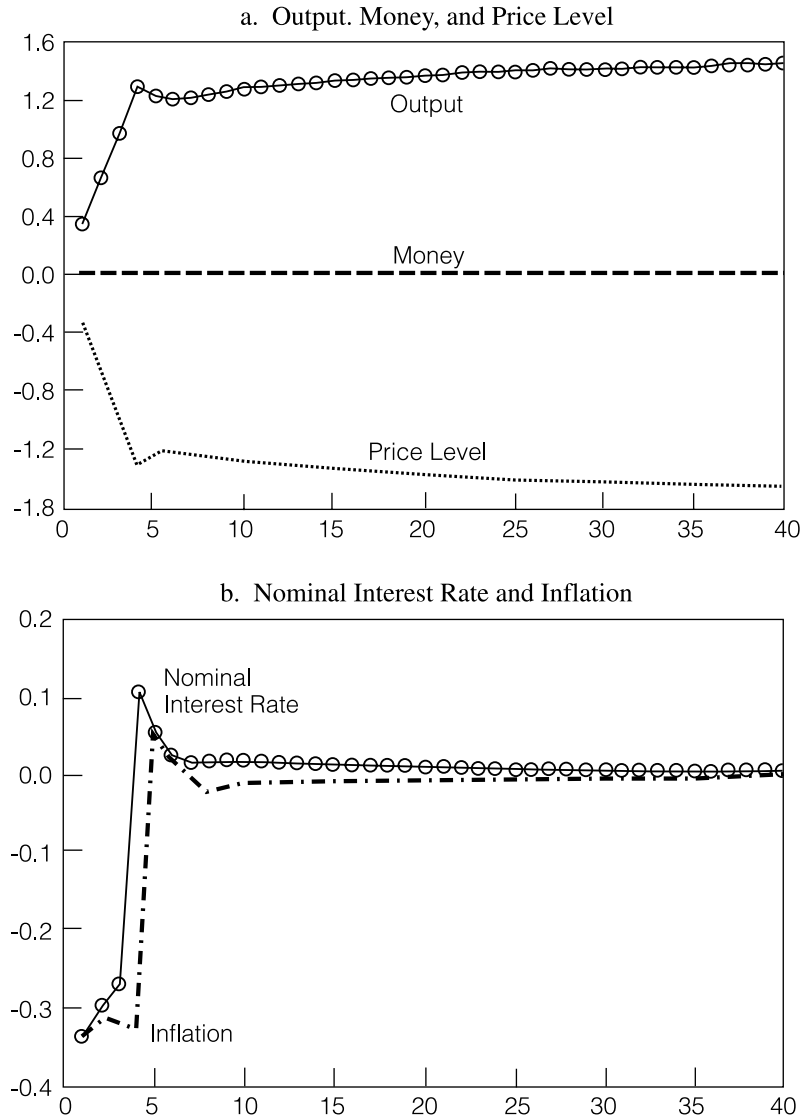 a. Output. Money, and Price Level
1.6
1.2
0.8
0.4
0.0
-0.4
-0.8
-1.2
-1.8
Output
Money
Price Level
0 5 10 15 20 25 30 35 40
b. Nominal Interest Rate and Inflation
0.2
0.1
0.0
-0.1
-0.2
-0.3
-0.4
Nominal
Interest Rate
Inflation
0 5 10 15 20 25 30 35 40